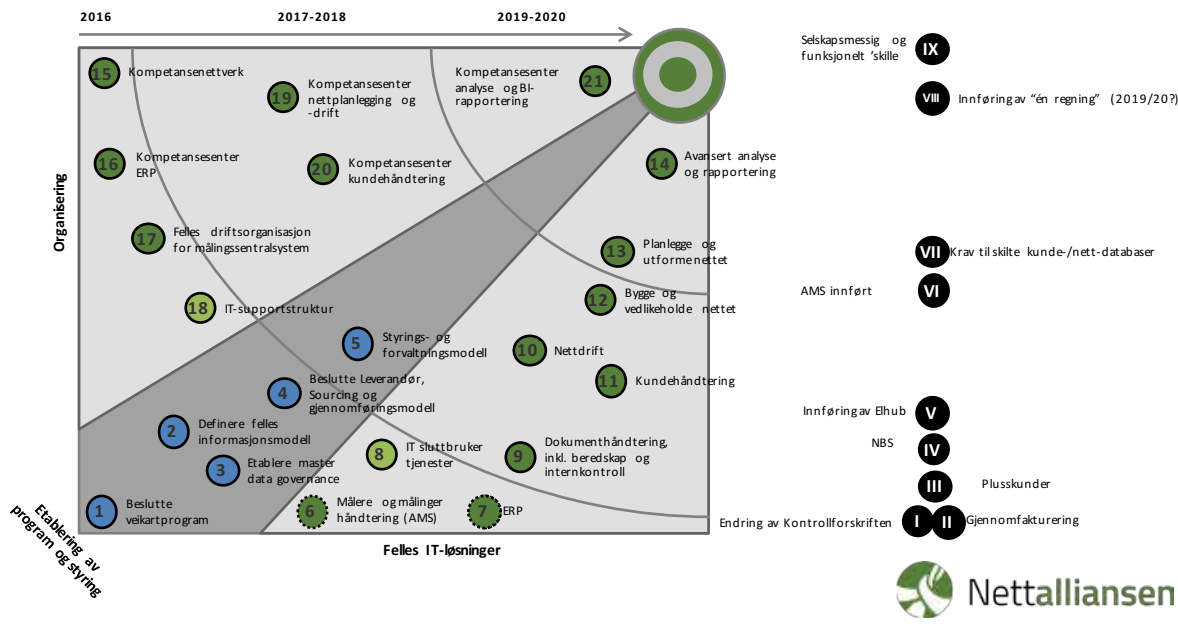 2016
2017-2018
2019-2020
15
Kompetansenettverk
19
Kompetansesenter
nettplanlegging og
-drift
Kompetansesenter
analyse og BI-
rapportering
21
16
Kompetansesenter
ERP
20
Kompetansesenter
kundehåndtering
14
Avansert analyse
og rapportering
17
Felles driftsorganisasjon
for målingssentralsystem
13
Planlegge og
utforme nettet
18
IT-supportstruktur
12
Bygge og
vedlikeholde nettet
5
Styrings- og
forvaltningsmodell
10
Nettdrift
11
Kundehåndtering
4
Beslutte Leverandør,
Sourcing og
gjennomføringsmodell
2
Definere felles
informasjonsmodell
3
Etablere master
data governance
8
IT sluttbruker
tjenester
9
Dokumenthåndtering,
inkl. beredskap og
internkontroll
1
Beslutte
veikartprogram
6
Målere og målinger
håndtering (AMS)
7
ERP
Organisering
Etablering av
program og styring
Felles IT-løsninger
Selskapsmessig og
funksjonelt 'skille
IX
VIII
Innføring av "én regning" (2019/20?)
VII
Krav til skilte kunde-/nett-databaser
AMS innført
VI
Innføring av Elhub
V
NBS
IV
III
Plusskunder
Endring av Kontrollforskriften
I
II
Gjennomfakturering
Nettalliansen